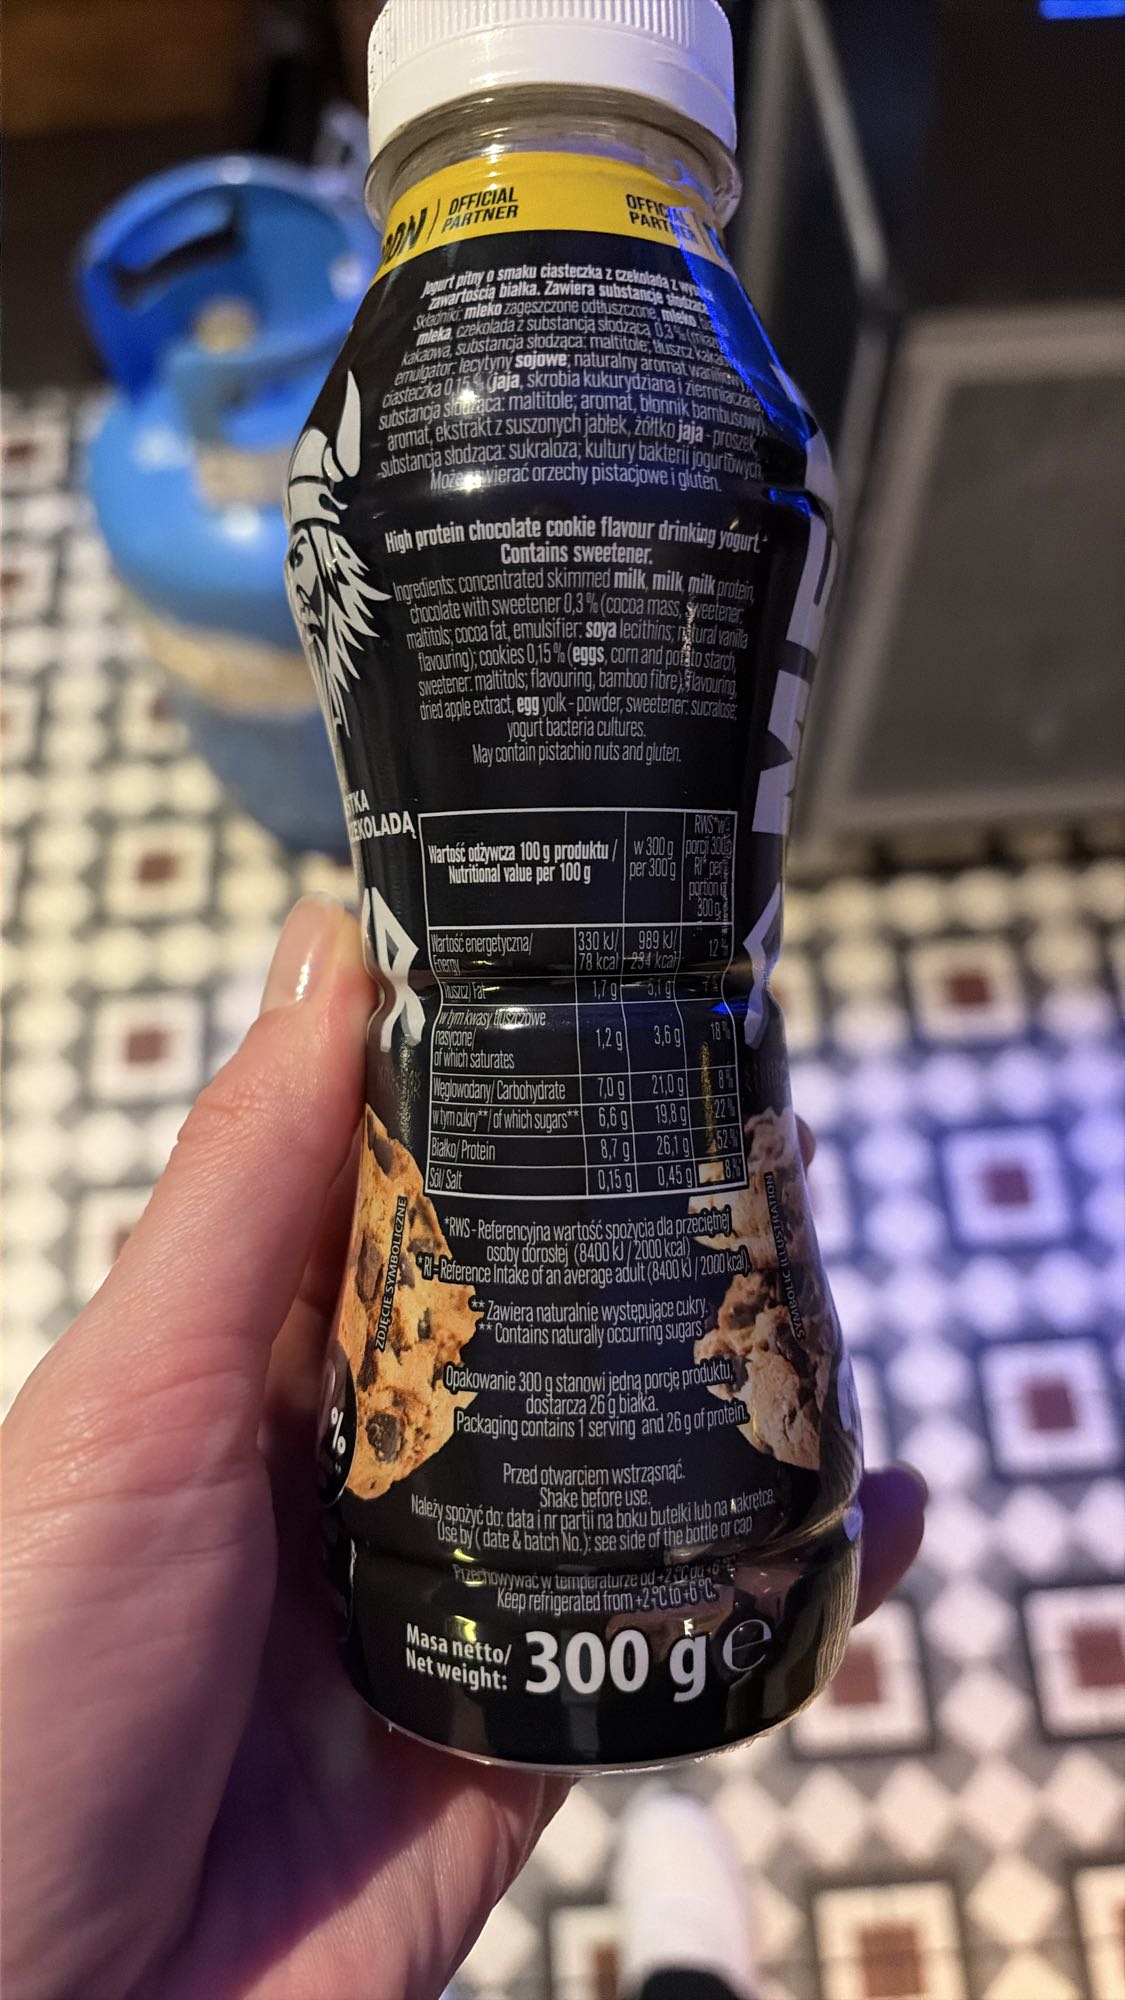 OFFICIAL
PARTNER
OFFICIAL
PARTNER
Jogurt pitny o smaku ciasteczka z czekoladą z
zawartością białka. Zawiera substancje
Składniki: mleko zagęszczone odtłuszczone, mleko,
mleka, czekolada z substancją słodzącą 0,3 %
kakaowa, substancja słodząca: maltitole; tłuszcz
emulgator: lecytyny sojowe; naturalny aromat
ciasteczka 0,15 % (jaja, skrobia kukurydziana i ziemniaczana,
substancja słodząca: maltitole; aromat, błonnik bambusowy),
aromat, ekstrakt z suszonych jabłek, żółtko jaja - proszek,
substancja słodząca: sukraloza; kultury bakterii jogurtowych.
Może zawierać orzechy pistacjowe i gluten.
High protein chocolate cookie flavour drinking yogurt.
Contains sweetener.
Ingredients: concentrated skimmed milk, milk, milk protein,
chocolate with sweetener 0,3 % (cocoa mass, sweetener:
maltitols; cocoa fat, emulsifier: soya lecithins; natural vanilla
flavouring); cookies 0,15 % (eggs, corn and potato starch,
sweetener: maltitols; flavouring, bamboo fibre), flavouring,
dried apple extract, egg yolk - powder, sweetener: sucralose;
yogurt bacteria cultures.
May contain pistachio nuts and gluten.
Wartość odżywcza 100 g produktu /
Nutritional value per 100 g
w 300 g
per 300 g
RWS* w
porcji 300 g
RI* per
portion
300 g
Wartość energetyczna/
Energy
330 kJ/
78 kcal
989 kJ/
234 kcal
12 %
Tłuszcz/ Fat 1,7 g 5,1 g 7 %
w tym kwasy tłuszczowe
nasycone/
of which saturates
1,2 g 3,6 g 18 %
Węglowodany/ Carbohydrate 7,0 g 21,0 g 8 %
w tym cukry**/ of which sugars** 6,6 g 19,8 g 22 %
Białko/ Protein 8,7 g 26,1 g 52 %
Sól/ Salt 0,15 g 0,45 g 8 %
*RWS - Referencyjna wartość spożycia dla przeciętnej
osoby dorosłej (8400 kJ / 2000 kcal)
* RI - Reference Intake of an average adult (8400 kJ / 2000 kcal).
** Zawiera naturalnie występujące cukry.
** Contains naturally occurring sugars
ZDJĘCIE SYMBOLICZNE
SYMBOLIC ILLUSTRATION
Opakowanie 300 g stanowi jedną porcję produktu,
dostarcza 26 g białka.
Packaging contains 1 serving and 26 g of protein.
%
Przed otwarciem wstrząsnąć.
Shake before use.
Należy spożyć do: data i nr partii na boku butelki lub na nakrętce.
Use by ( date & batch No.): see side of the bottle or cap
Przechowywać w temperaturze od +2 °C do +6 °C.
Keep refrigerated from +2 °C to +6 °C.
Masa netto/
Net weight:
300 g e